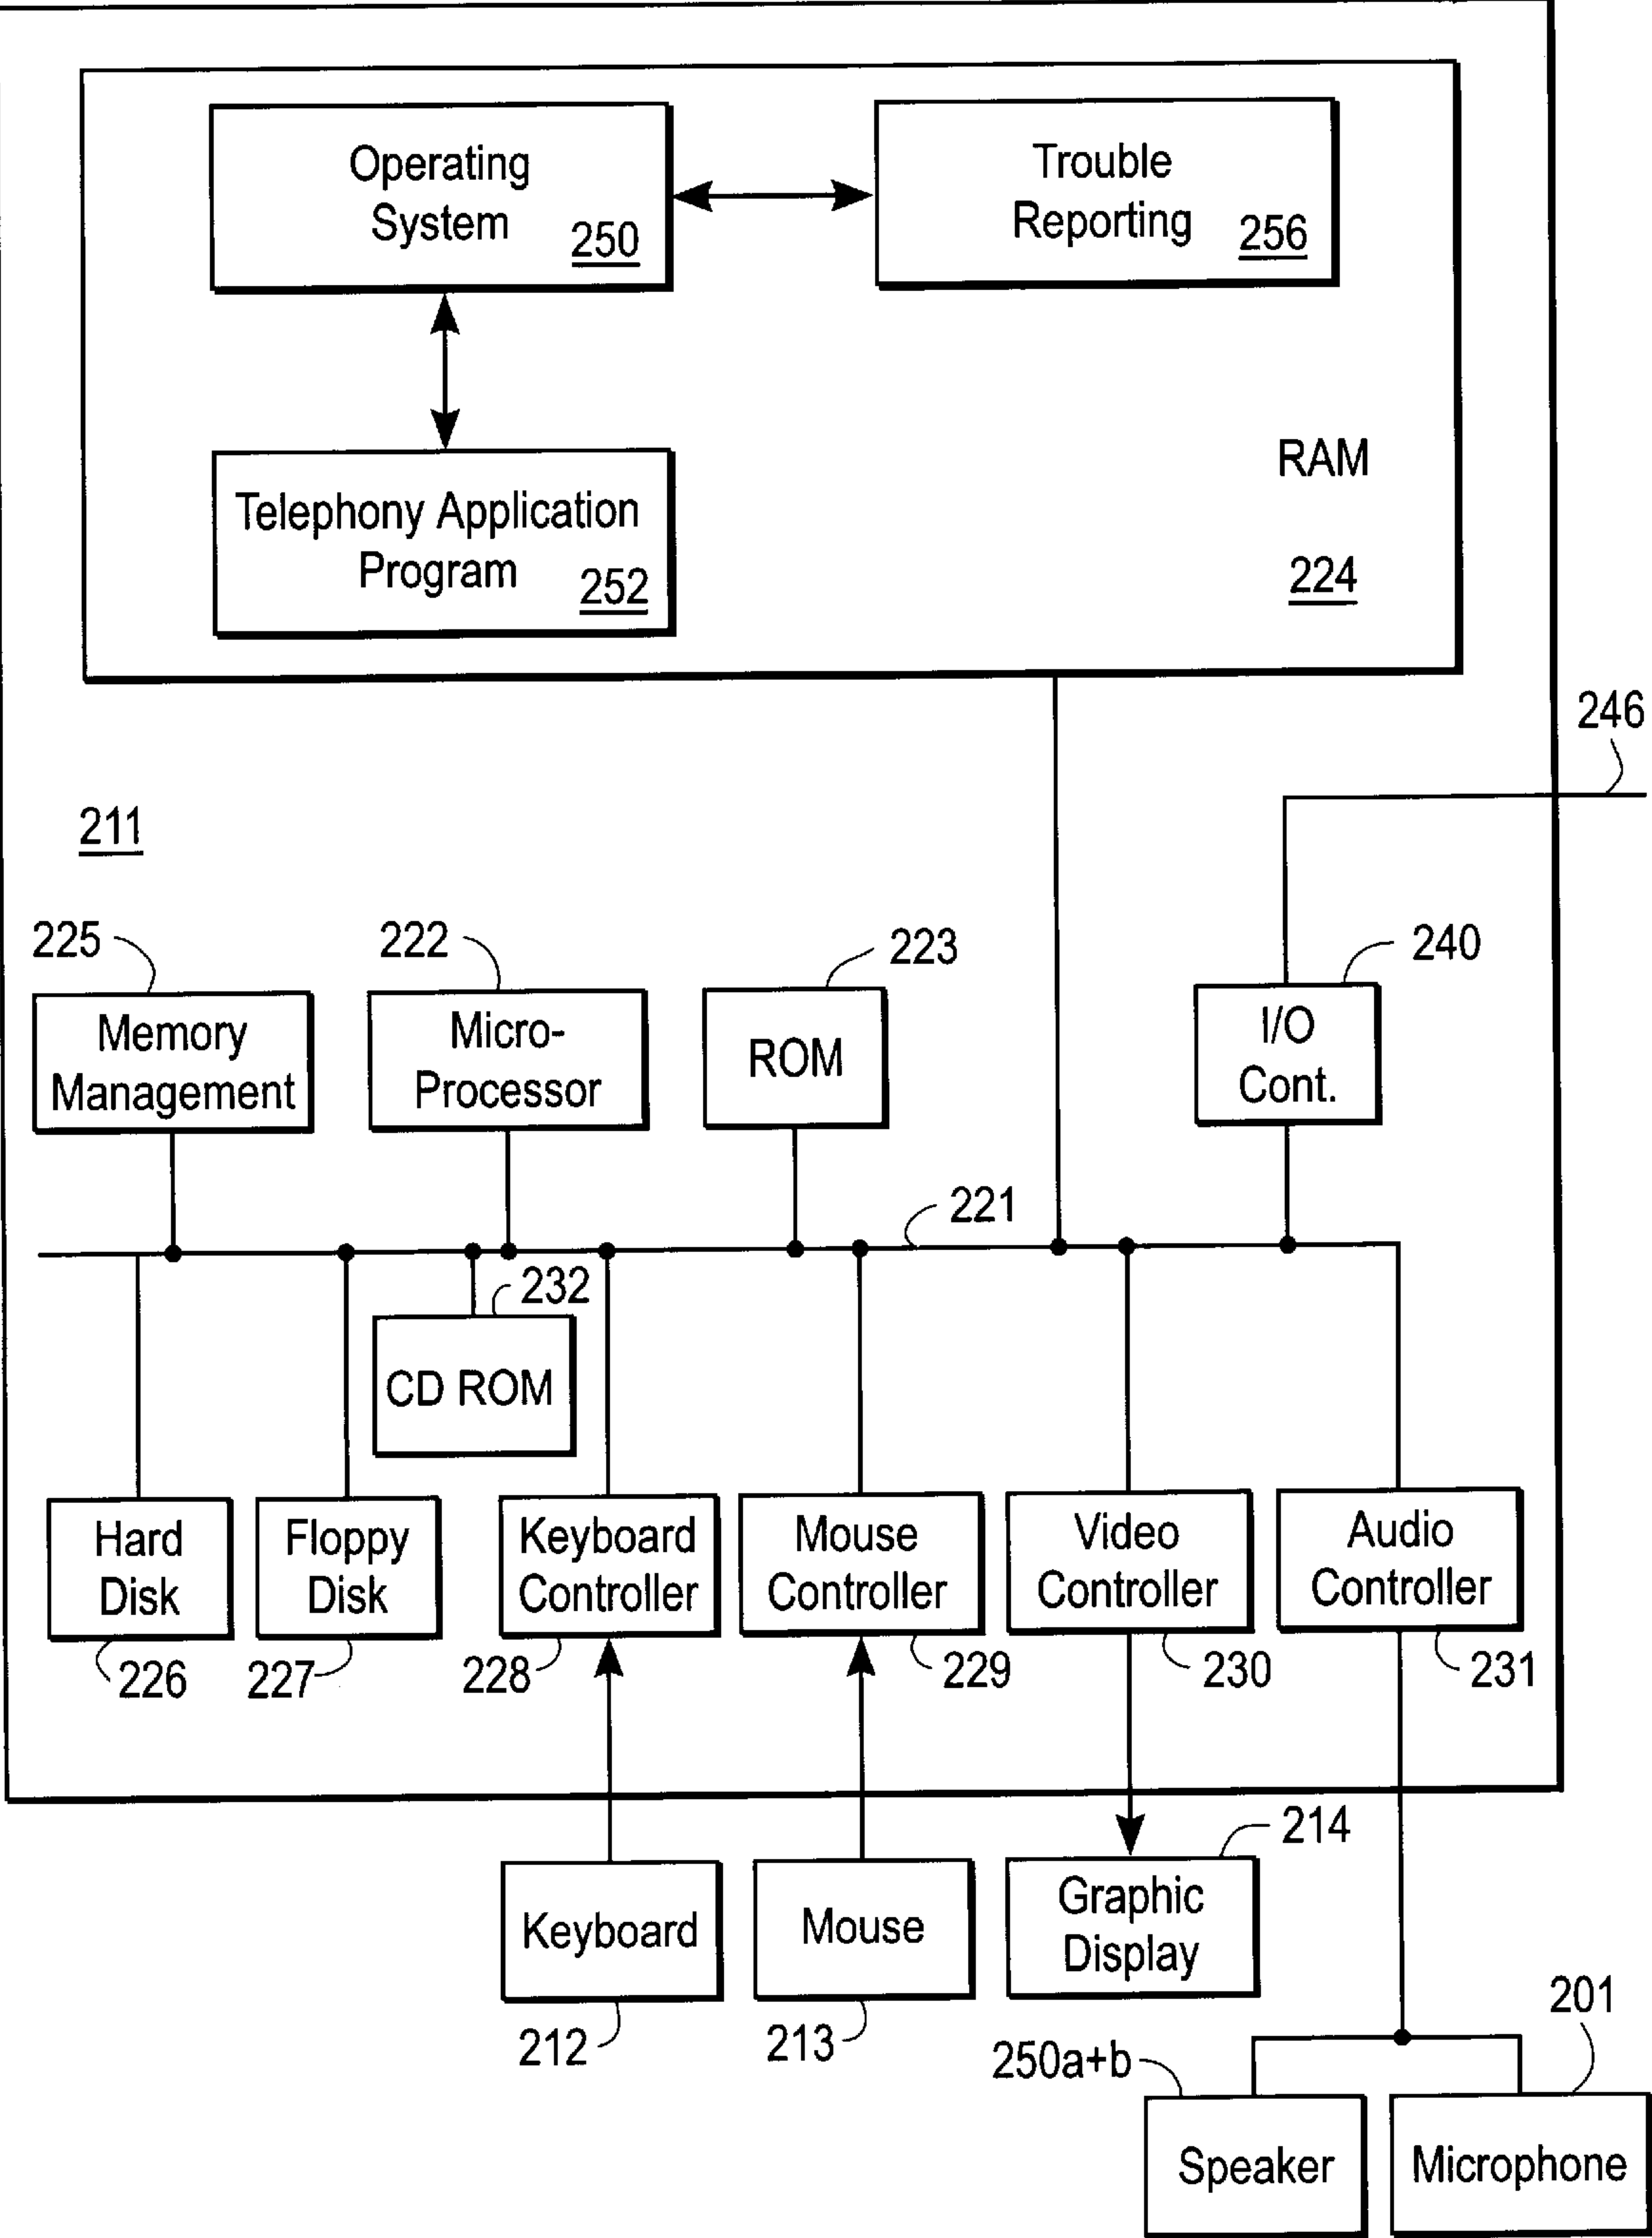 Operating
System
250
Trouble
Reporting
256
Telephony Application
Program
252
RAM
224
246
211
225
222
223
240
Memory
Management
Micro-
Processor
ROM
I/O
Cont.
221
232
CD ROM
Hard
Disk
Floppy
Disk
Keyboard
Controller
Mouse
Controller
Video
Controller
Audio
Controller
226
227
228
229
230
231
214
Keyboard
Mouse
Graphic
Display
212
213
201
250a+b
Speaker
Microphone